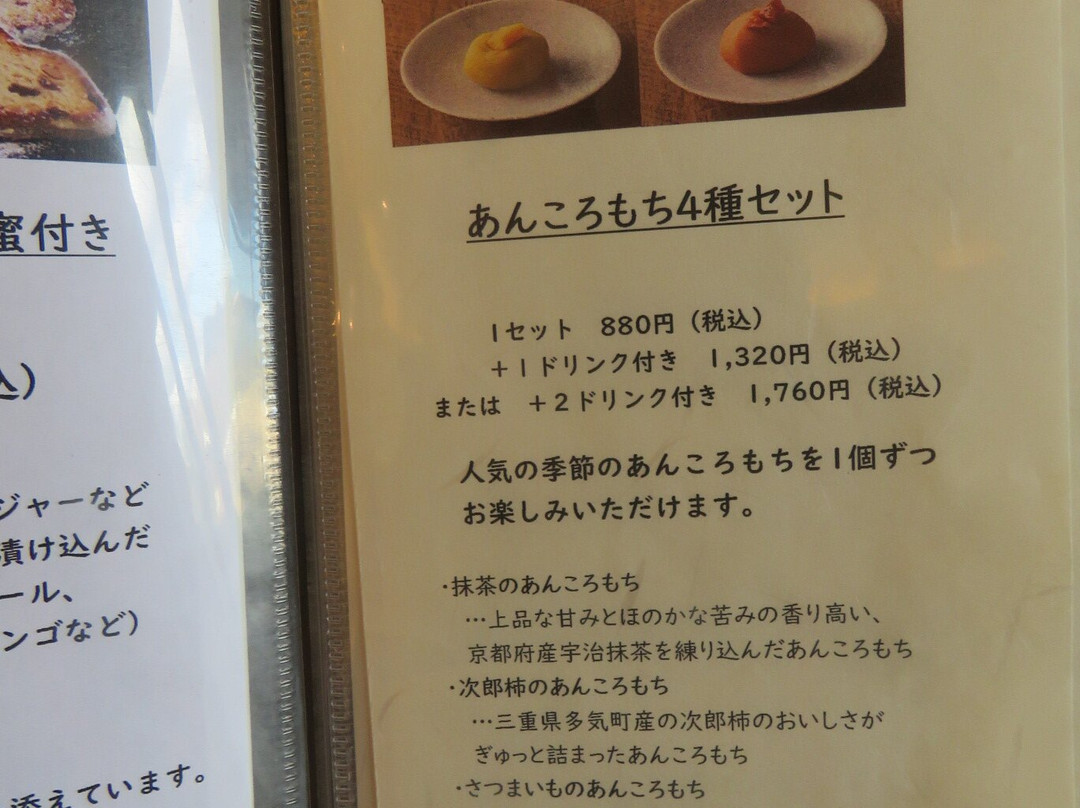 蜜付き
込）
ジャーなど
漬け込んだ
ール、
ンゴなど）
添えています。
あんころもち4種セット
1セット　880円（税込）
＋1ドリンク付き　1,320円（税込）
または　＋2ドリンク付き　1,760円（税込）
人気の季節のあんころもちを1個ずつ
お楽しみいただけます。
・抹茶のあんころもち
…上品な甘みとほのかな苦みの香り高い、
京都府産宇治抹茶を練り込んだあんころもち
・次郎柿のあんころもち
…三重県多気町産の次郎柿のおいしさが
ぎゅっと詰まったあんころもち
・さつまいものあんころもち